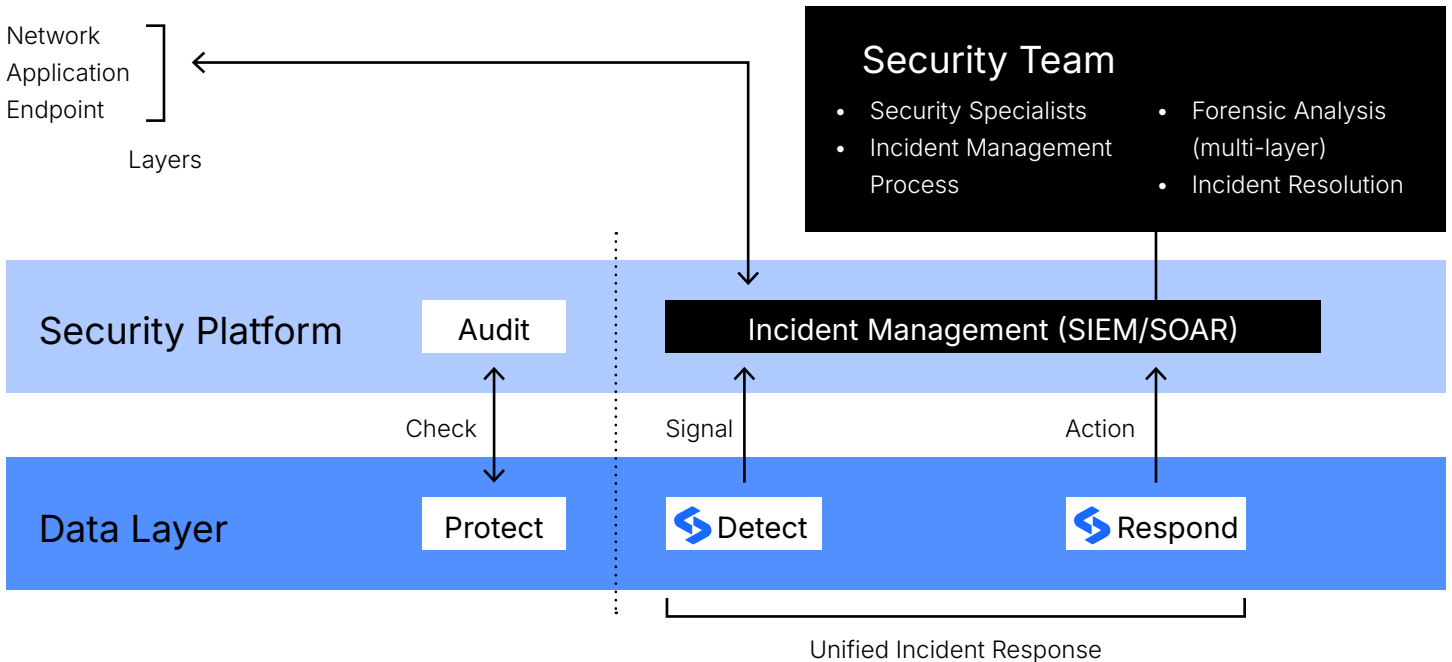 Network
Application
Endpoint
Layers
Security Team
• Security Specialists
• Incident Management
Process
• Forensic Analysis
(multi-layer)
• Incident Resolution
Security Platform
Audit
Incident Management (SIEM/SOAR)
Check
Signal
Action
Data Layer
Protect
Detect
Respond
Unified Incident Response